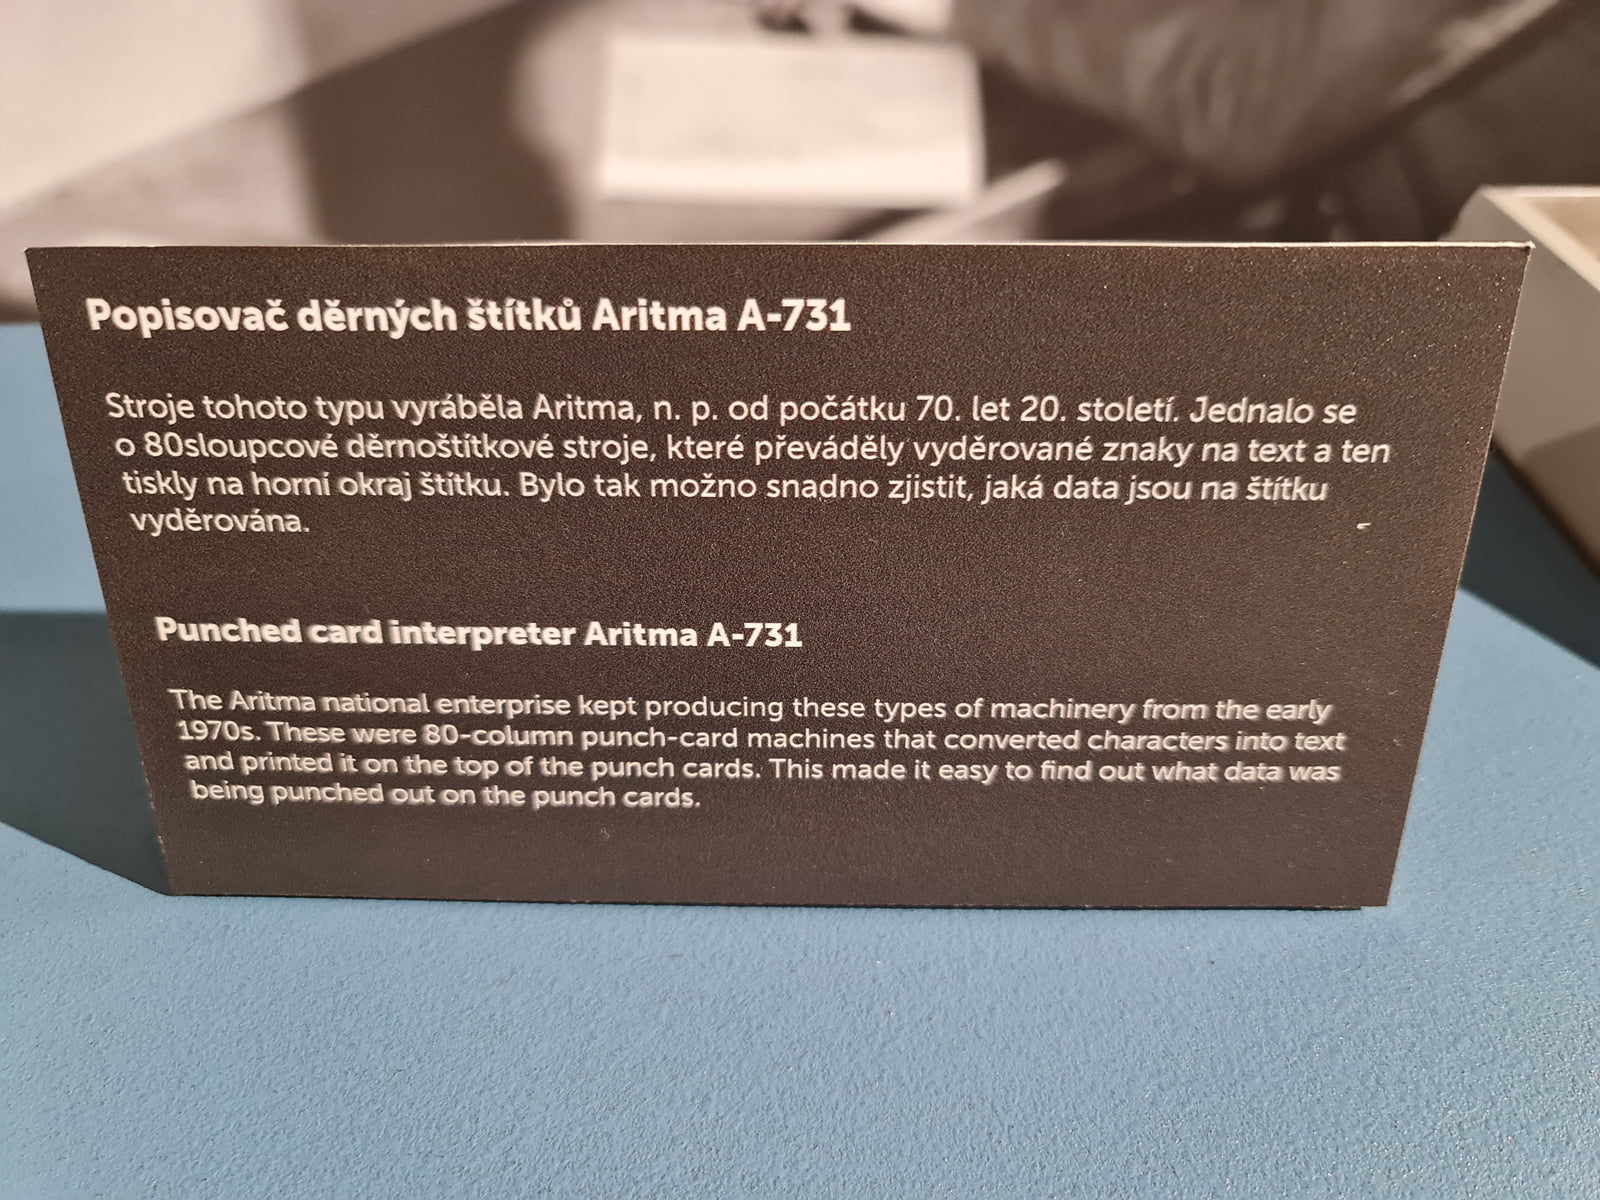 Popisovač děrných štítků Aritma A-731
Stroje tohoto typu vyráběla Aritma, n. p. od počátku 70. let 20. století. Jednalo se
o 80sloupcové děrnoštítkové stroje, které převáděly vyděrované znaky na text a ten
tiskly na horní okraj štítku. Bylo tak možno snadno zjistit, jaká data jsou na štítku
vyděrována.
Punched card interpreter Aritma A-731
The Aritma national enterprise kept producing these types of machinery from the early
1970s. These were 80-column punch-card machines that converted characters into text
and printed it on the top of the punch cards. This made it easy to find out what data was
being punched out on the punch cards.